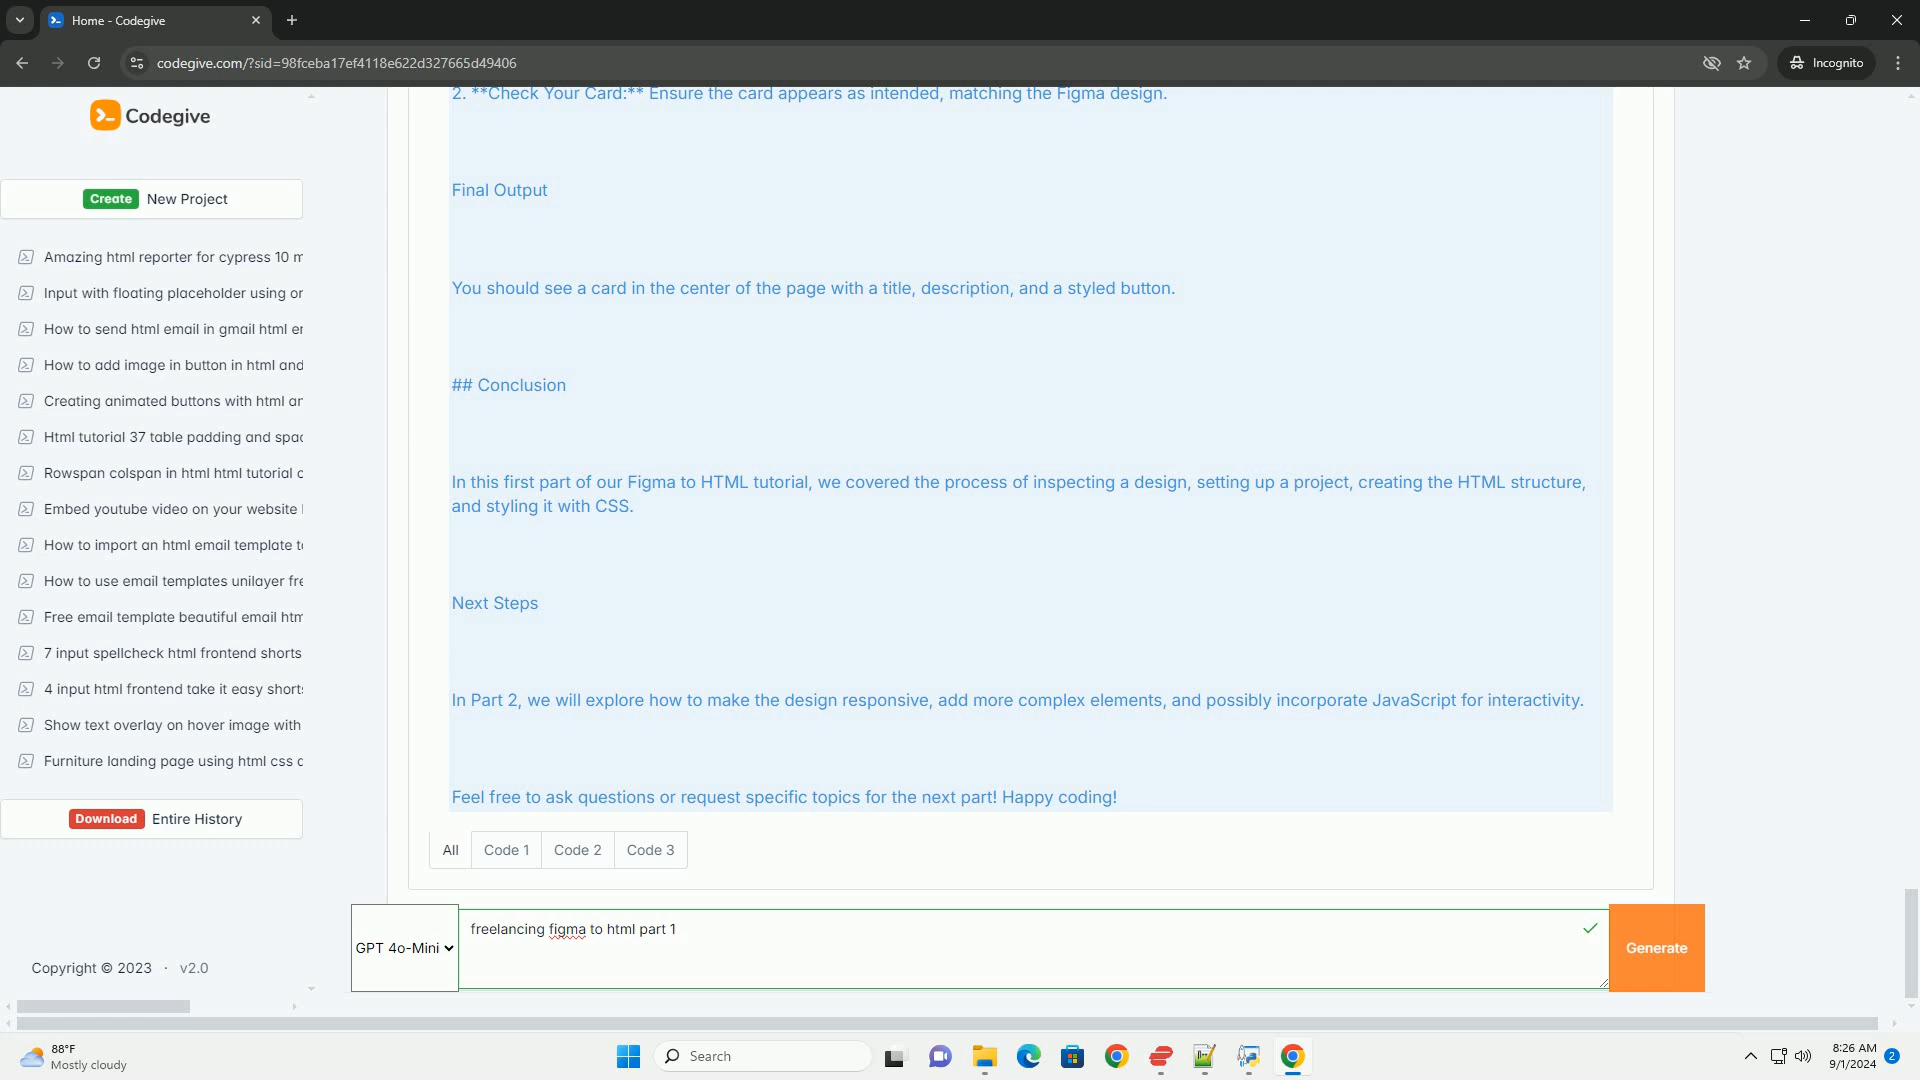 Home - Codegive
codegive.com/?sid=98fceba17ef4118e622d327665d49406
Incognito
Codegive
Create New Project
Amazing html reporter for cypress 10 m
Input with floating placeholder using or
How to send html email in gmail html er
How to add image in button in html and
Creating animated buttons with html ar
Html tutorial 37 table padding and spac
Rowspan colspan in html html tutorial c
Embed youtube video on your website
How to import an html email template to
How to use email templates unilayer fre
Free email template beautiful email htm
7 input spellcheck html frontend shorts
4 input html frontend take it easy short
Show text overlay on hover image with
Furniture landing page using html css c
Download Entire History
Copyright © 2023 · v2.0
2. **Check Your Card:** Ensure the card appears as intended, matching the Figma design.
Final Output
You should see a card in the center of the page with a title, description, and a styled button.
## Conclusion
In this first part of our Figma to HTML tutorial, we covered the process of inspecting a design, setting up a project, creating the HTML structure,
and styling it with CSS.
Next Steps
In Part 2, we will explore how to make the design responsive, add more complex elements, and possibly incorporate JavaScript for interactivity.
Feel free to ask questions or request specific topics for the next part! Happy coding!
All Code 1 Code 2 Code 3
GPT 4o-Mini
freelancing figma to html part 1
Generate
88°F
Mostly cloudy
Search
8:26 AM
9/1/2024
2